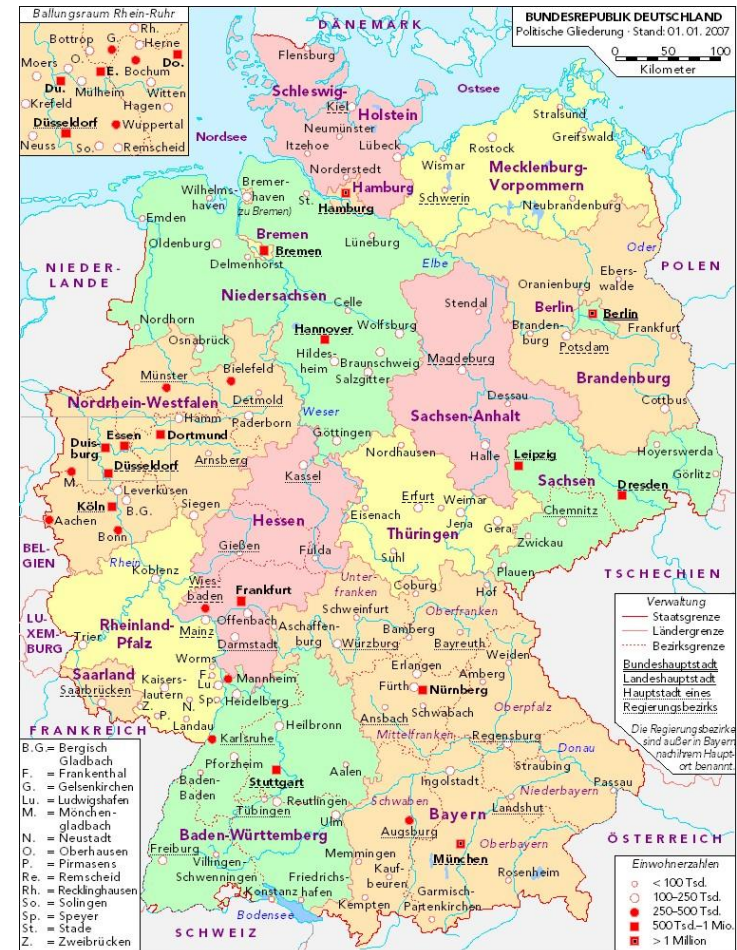 Ballungsraum Rhein-Ruhr
Rh.
Bottrop
G.
Herne
Moers
O.
Do.
E.
Bochum
Du.
Mülheim
Witten
Krefeld
Hagen
Düsseldorf
Wuppertal
Neuss
So.
Remscheid
DÄNEMARK
BUNDESREPUBLIK DEUTSCHLAND
Politische Gliederung · Stand: 01. 01. 2007
0 50 100
Kilometer
Flensburg
Ostsee
Schleswig-
Holstein
Kiel
Nordsee
Neumünster
Itzehoe
Lübeck
Norderstedt
Stralsund
Greifswald
Rostock
Wismar
Mecklenburg-
Vorpommern
Schwerin
Neubrandenburg
Hamburg
Hamburg
Wilhelms-
haven
Bremer-
haven
(zu Bremen)
St.
Emden
Bremen
Bremen
Oldenburg
Lüneburg
Delmenhorst
Elbe
Oder
NIEDER-
LANDE
POLEN
Niedersachsen
Celle
Stendal
Oranienburg
Ebers-
walde
Berlin
Berlin
Nordhorn
Hannover
Wolfsburg
Branden-
burg
Frankfurt
Osnabrück
Potsdam
Hildes-
heim
Braunschweig
Magdeburg
Salzgitter
Münster
Bielefeld
Brandenburg
Detmold
Nordrhein-Westfalen
Weser
Dessau
Cottbus
Hamm
Paderborn
Sachsen-Anhalt
Duis-
burg
Essen
Dortmund
Göttingen
Nordhausen
Halle
Leipzig
Hoyerswerda
Düsseldorf
Arnsberg
Sachsen
Görlitz
M.
Kassel
Dresden
Leverkusen
Köln
B.G.
Siegen
Erfurt
Weimar
Chemnitz
Aachen
Hessen
Eisenach
Jena
Gera
Bonn
Thüringen
Zwickau
BEL-
GIEN
Gießen
Fulda
Suhl
Plauen
Rhein
Koblenz
TSCHECHIEN
Wies-
baden
Frankfurt
Unter-
franken
Coburg
Hof
Schweinfurt
Oberfranken
LU-
XEM-
BURG
Rheinland-
Pfalz
Offenbach
Aschaffen-
burg
Bamberg
Mainz
Würzburg
Bayreuth
Trier
Darmstadt
Weiden
Worms
Erlangen
Saarland
Kaisers-
lautern
F.
Lu.
Mannheim
Amberg
Saarbrücken
Fürth
Nürnberg
Z.
P.
N.
Sp.
Heidelberg
Schwabach
Oberpfalz
Landau
Ansbach
FRANKREICH
Heilbronn
Mittelfranken
Regensburg
Karlsruhe
Donau
Pforzheim
Straubing
Aalen
Ingolstadt
Passau
Baden-
Baden
Stuttgart
Niederbayern
Reutlingen
Schwaben
Landshut
Tübingen
Ulm
Bayern
Baden-Württemberg
Augsburg
Oberbayern
ÖSTERREICH
Freiburg
München
Memmingen
Villingen-
Schwenningen
Kauf-
beuren
Rosenheim
Friedrichs-
hafen
Konstanz
Garmisch-
Partenkirchen
Kempten
Bodensee
SCHWEIZ
Verwaltung
Staatsgrenze
Ländergrenze
Bezirksgrenze
Bundeshauptstadt
Landeshauptstadt
Hauptstadt eines
Regierungsbezirks
Die Regierungsbezirke
sind außer in Bayern
nach ihrem Haupt-
ort benannt.
B.G.= Bergisch
Gladbach
F. = Frankenthal
G. = Gelsenkirchen
Lu. = Ludwigshafen
M. = Mönchen-
gladbach
N. = Neustadt
O. = Oberhausen
P. = Pirmasens
Re. = Remscheid
Rh. = Recklinghausen
So. = Solingen
Sp. = Speyer
St. = Stade
Z. = Zweibrücken
Einwohnerzahlen
< 100 Tsd.
100–250 Tsd.
250-500 Tsd.
500 Tsd.–1 Mio.
> 1 Million